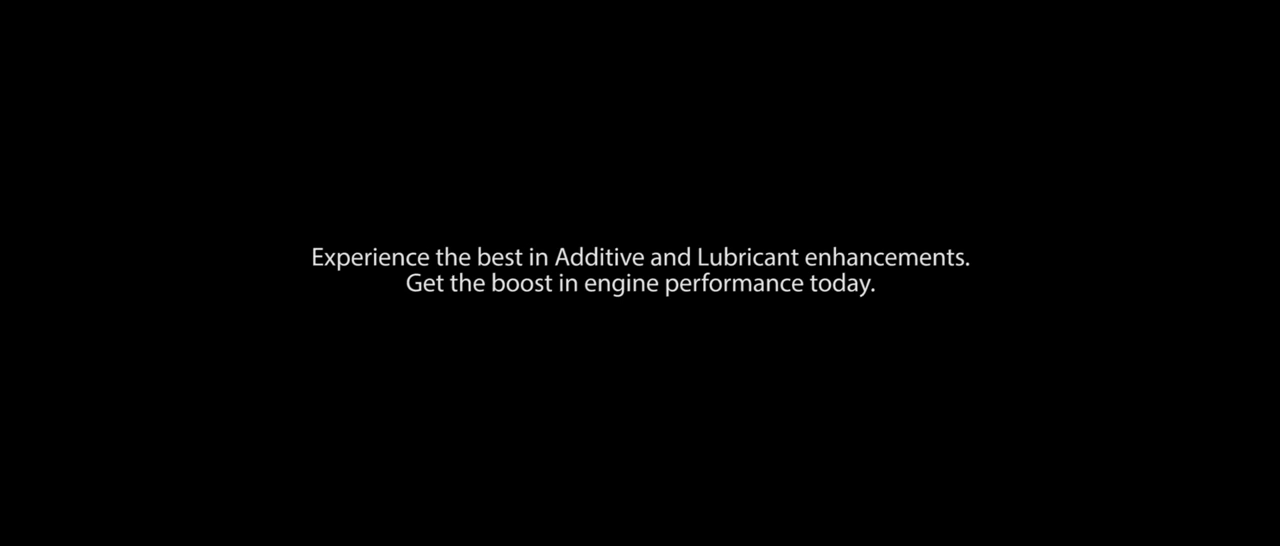 Experience the best in Additive and Lubricant enhancements.
Get the boost in engine performance today.